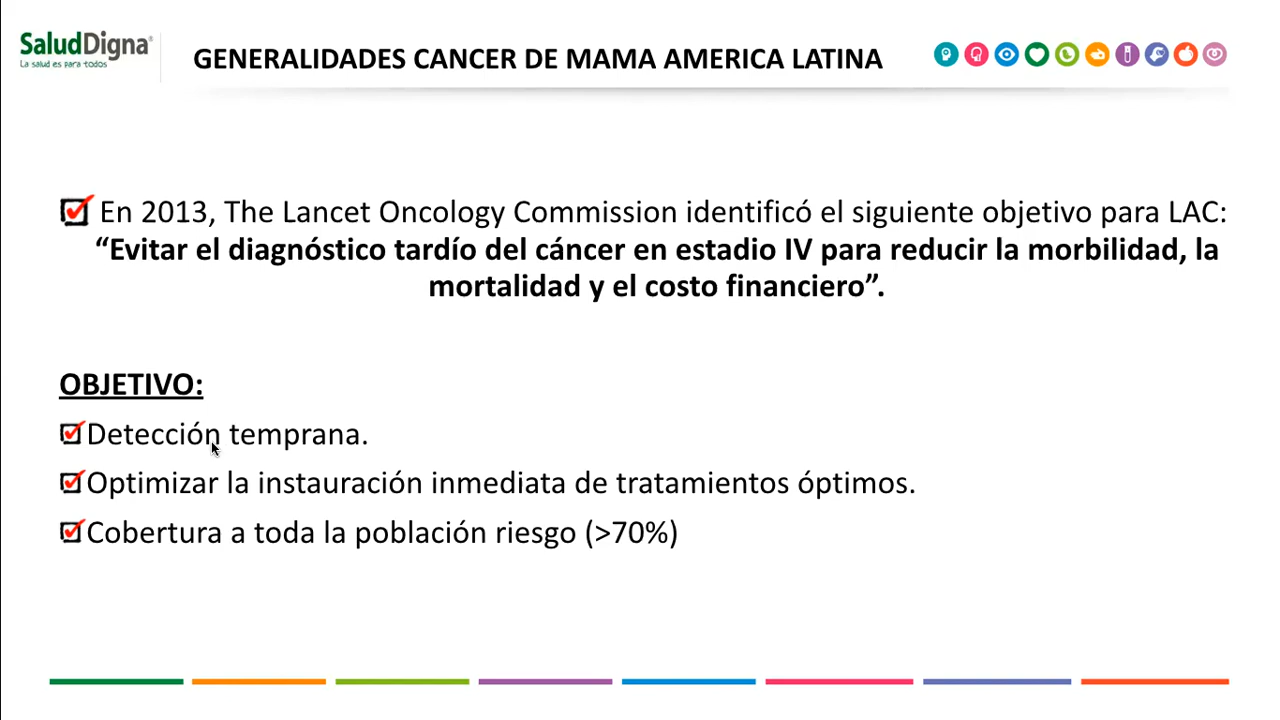 SaludDigna
La salud es para todos
GENERALIDADES CANCER DE MAMA AMERICA LATINA
En 2013, The Lancet Oncology Commission identificó el siguiente objetivo para LAC:
“Evitar el diagnóstico tardío del cáncer en estadio IV para reducir la morbilidad, la
mortalidad y el costo financiero”.
OBJETIVO:
Detección temprana.
Optimizar la instauración inmediata de tratamientos óptimos.
Cobertura a toda la población riesgo (>70%)